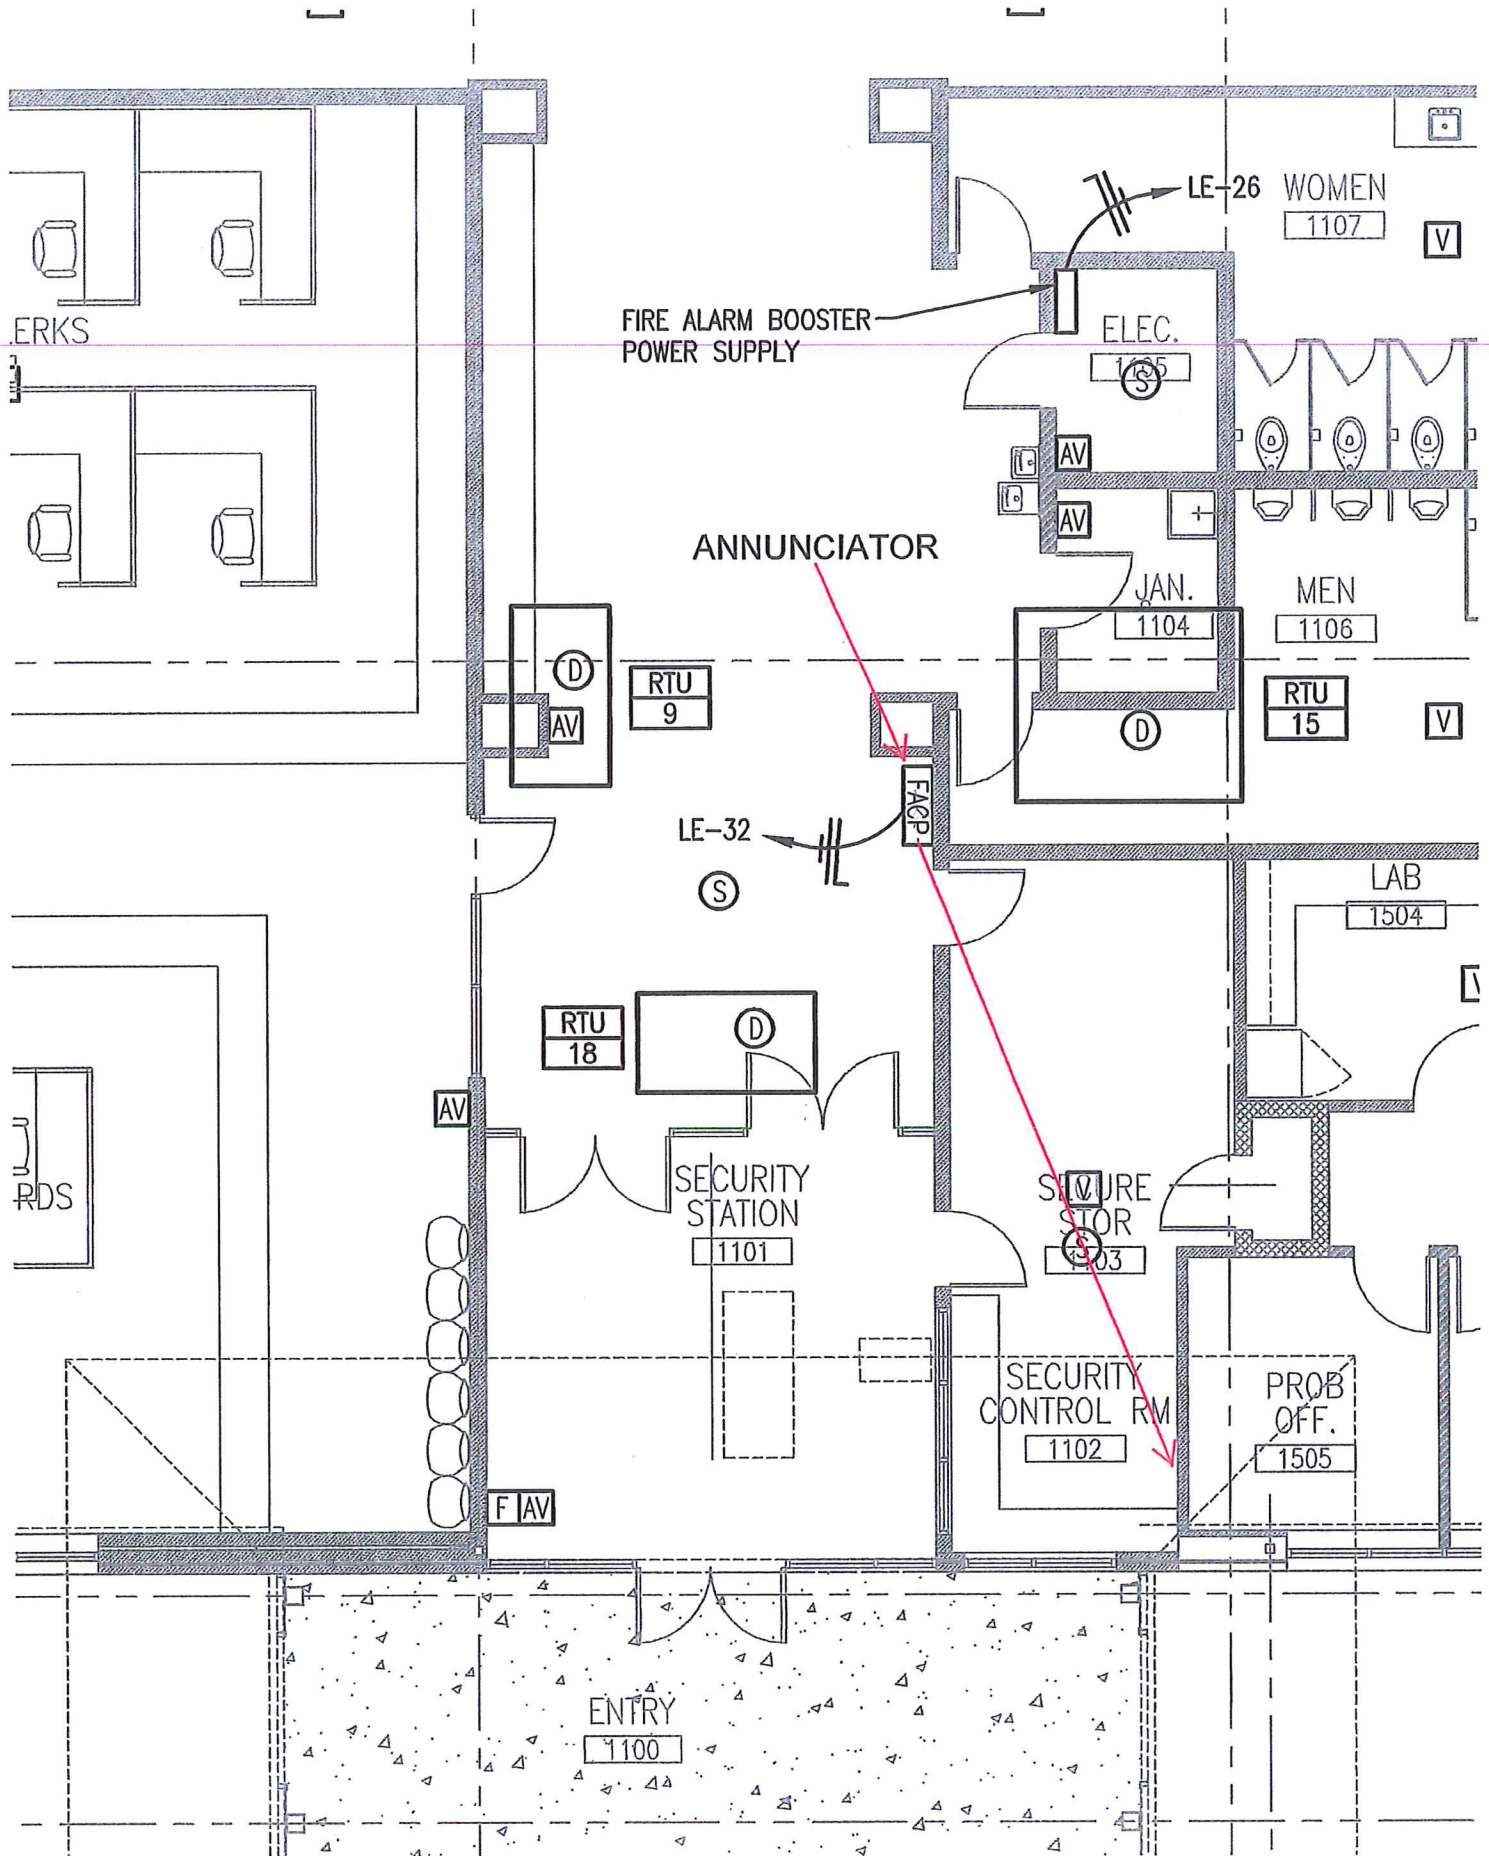 LE-26
WOMEN
1107
V
FIRE ALARM BOOSTER
POWER SUPPLY
ELEC.
1105
S
ERKS
AV
AV
ANNUNCIATOR
JAN.
1104
MEN
1106
D
RTU
9
AV
D
RTU
15
V
FACP
LE-32
S
LAB
1504
RTU
18
D
AV
SECURITY
STATION
1101
SECURE
V
STOR
1103
S
RDS
SECURITY
CONTROL RM
1102
PROB
OFF.
1505
F AV
ENTRY
1100